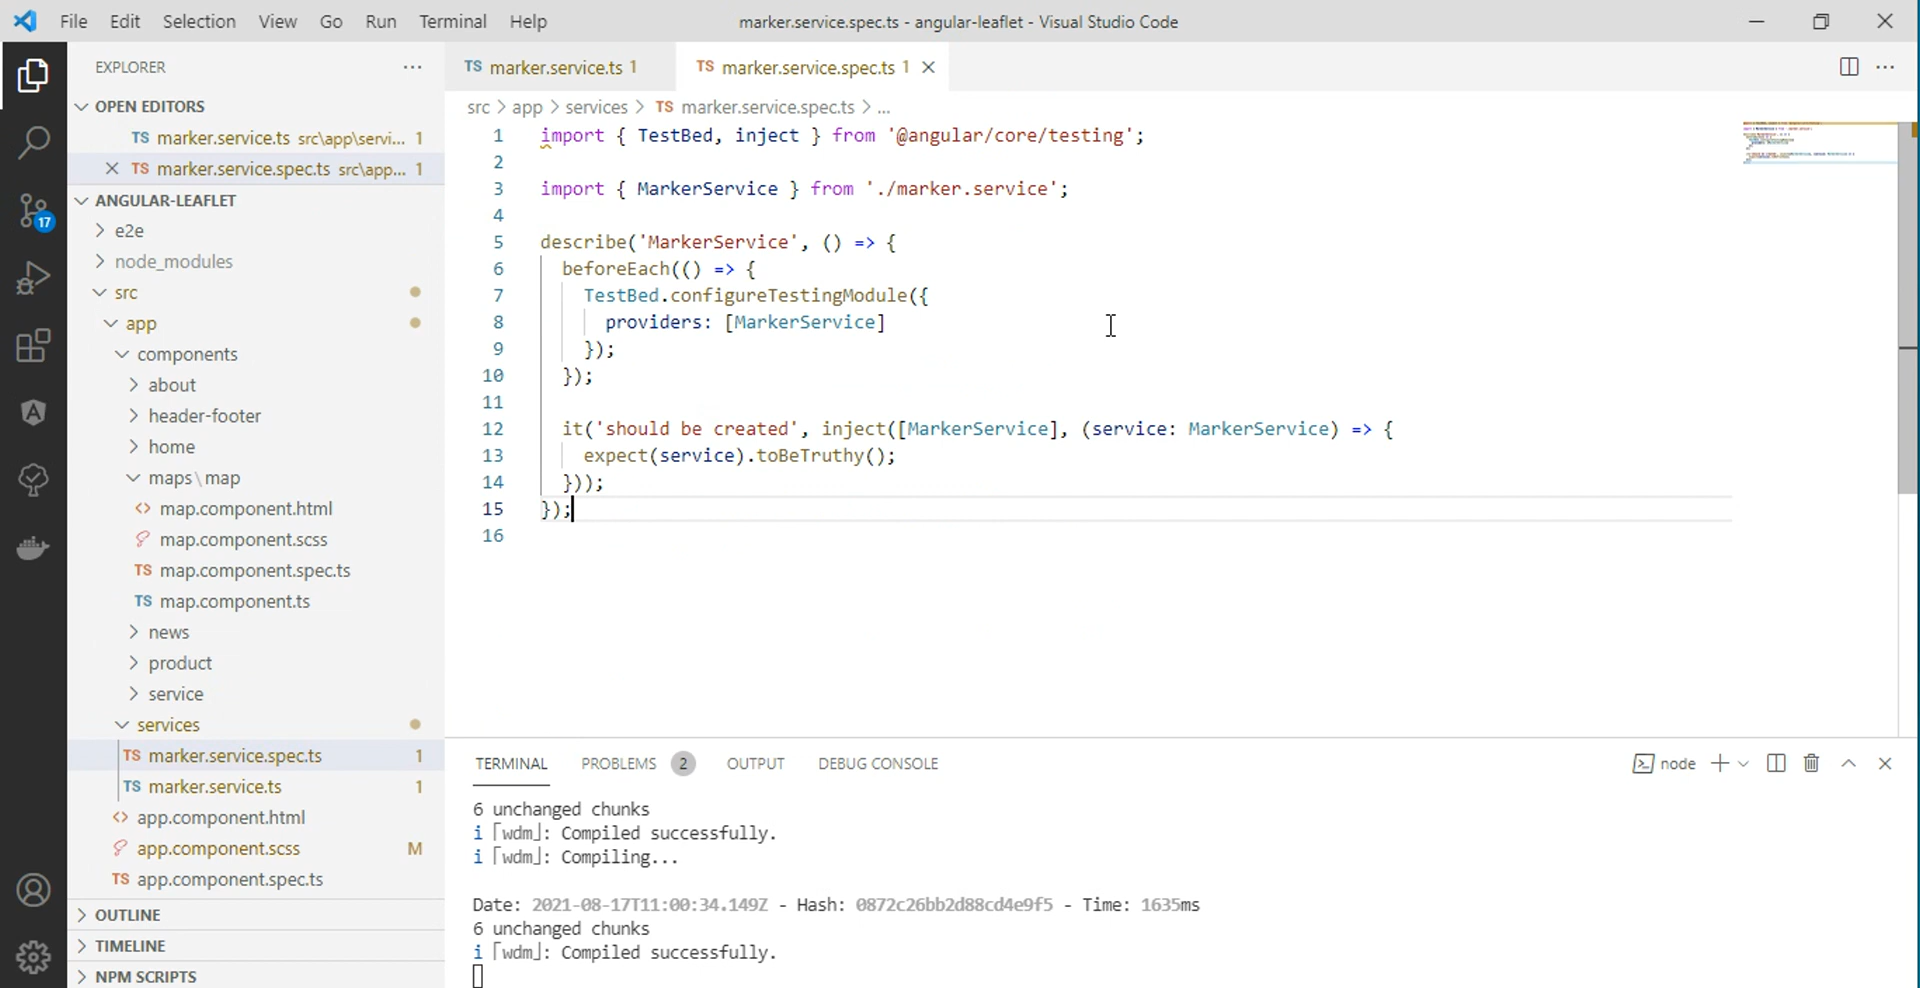 File Edit Selection View Go Run Terminal Help
marker.service.spec.ts - angular-leaflet - Visual Studio Code
EXPLORER
OPEN EDITORS
TS marker.service.ts src\app\servi... 1
TS marker.service.spec.ts src\app... 1
17
ANGULAR-LEAFLET
e2e
node_modules
src
app
components
about
header-footer
home
maps\map
<> map.component.html
map.component.scss
TS map.component.spec.ts
TS map.component.ts
news
product
service
services
TS marker.service.spec.ts 1
TS marker.service.ts 1
<> app.component.html
app.component.scss M
TS app.component.spec.ts
OUTLINE
TIMELINE
NPM SCRIPTS
TS marker.service.ts 1
TS marker.service.spec.ts 1
src > app > services > TS marker.service.spec.ts > ...
1 import { TestBed, inject } from '@angular/core/testing';
2
3 import { MarkerService } from './marker.service';
4
5 describe('MarkerService', () => {
6 beforeEach(() => {
7 TestBed.configureTestingModule({
8 providers: [MarkerService]
9 });
10 });
11
12 it('should be created', inject([MarkerService], (service: MarkerService) => {
13 expect(service).toBeTruthy();
14 }));
15 });
16
TERMINAL PROBLEMS 2 OUTPUT DEBUG CONSOLE
node
6 unchanged chunks
i ｢wdm｣: Compiled successfully.
i ｢wdm｣: Compiling...
Date: 2021-08-17T11:00:34.149Z - Hash: 0872c26bb2d88cd4e9f5 - Time: 1635ms
6 unchanged chunks
i ｢wdm｣: Compiled successfully.